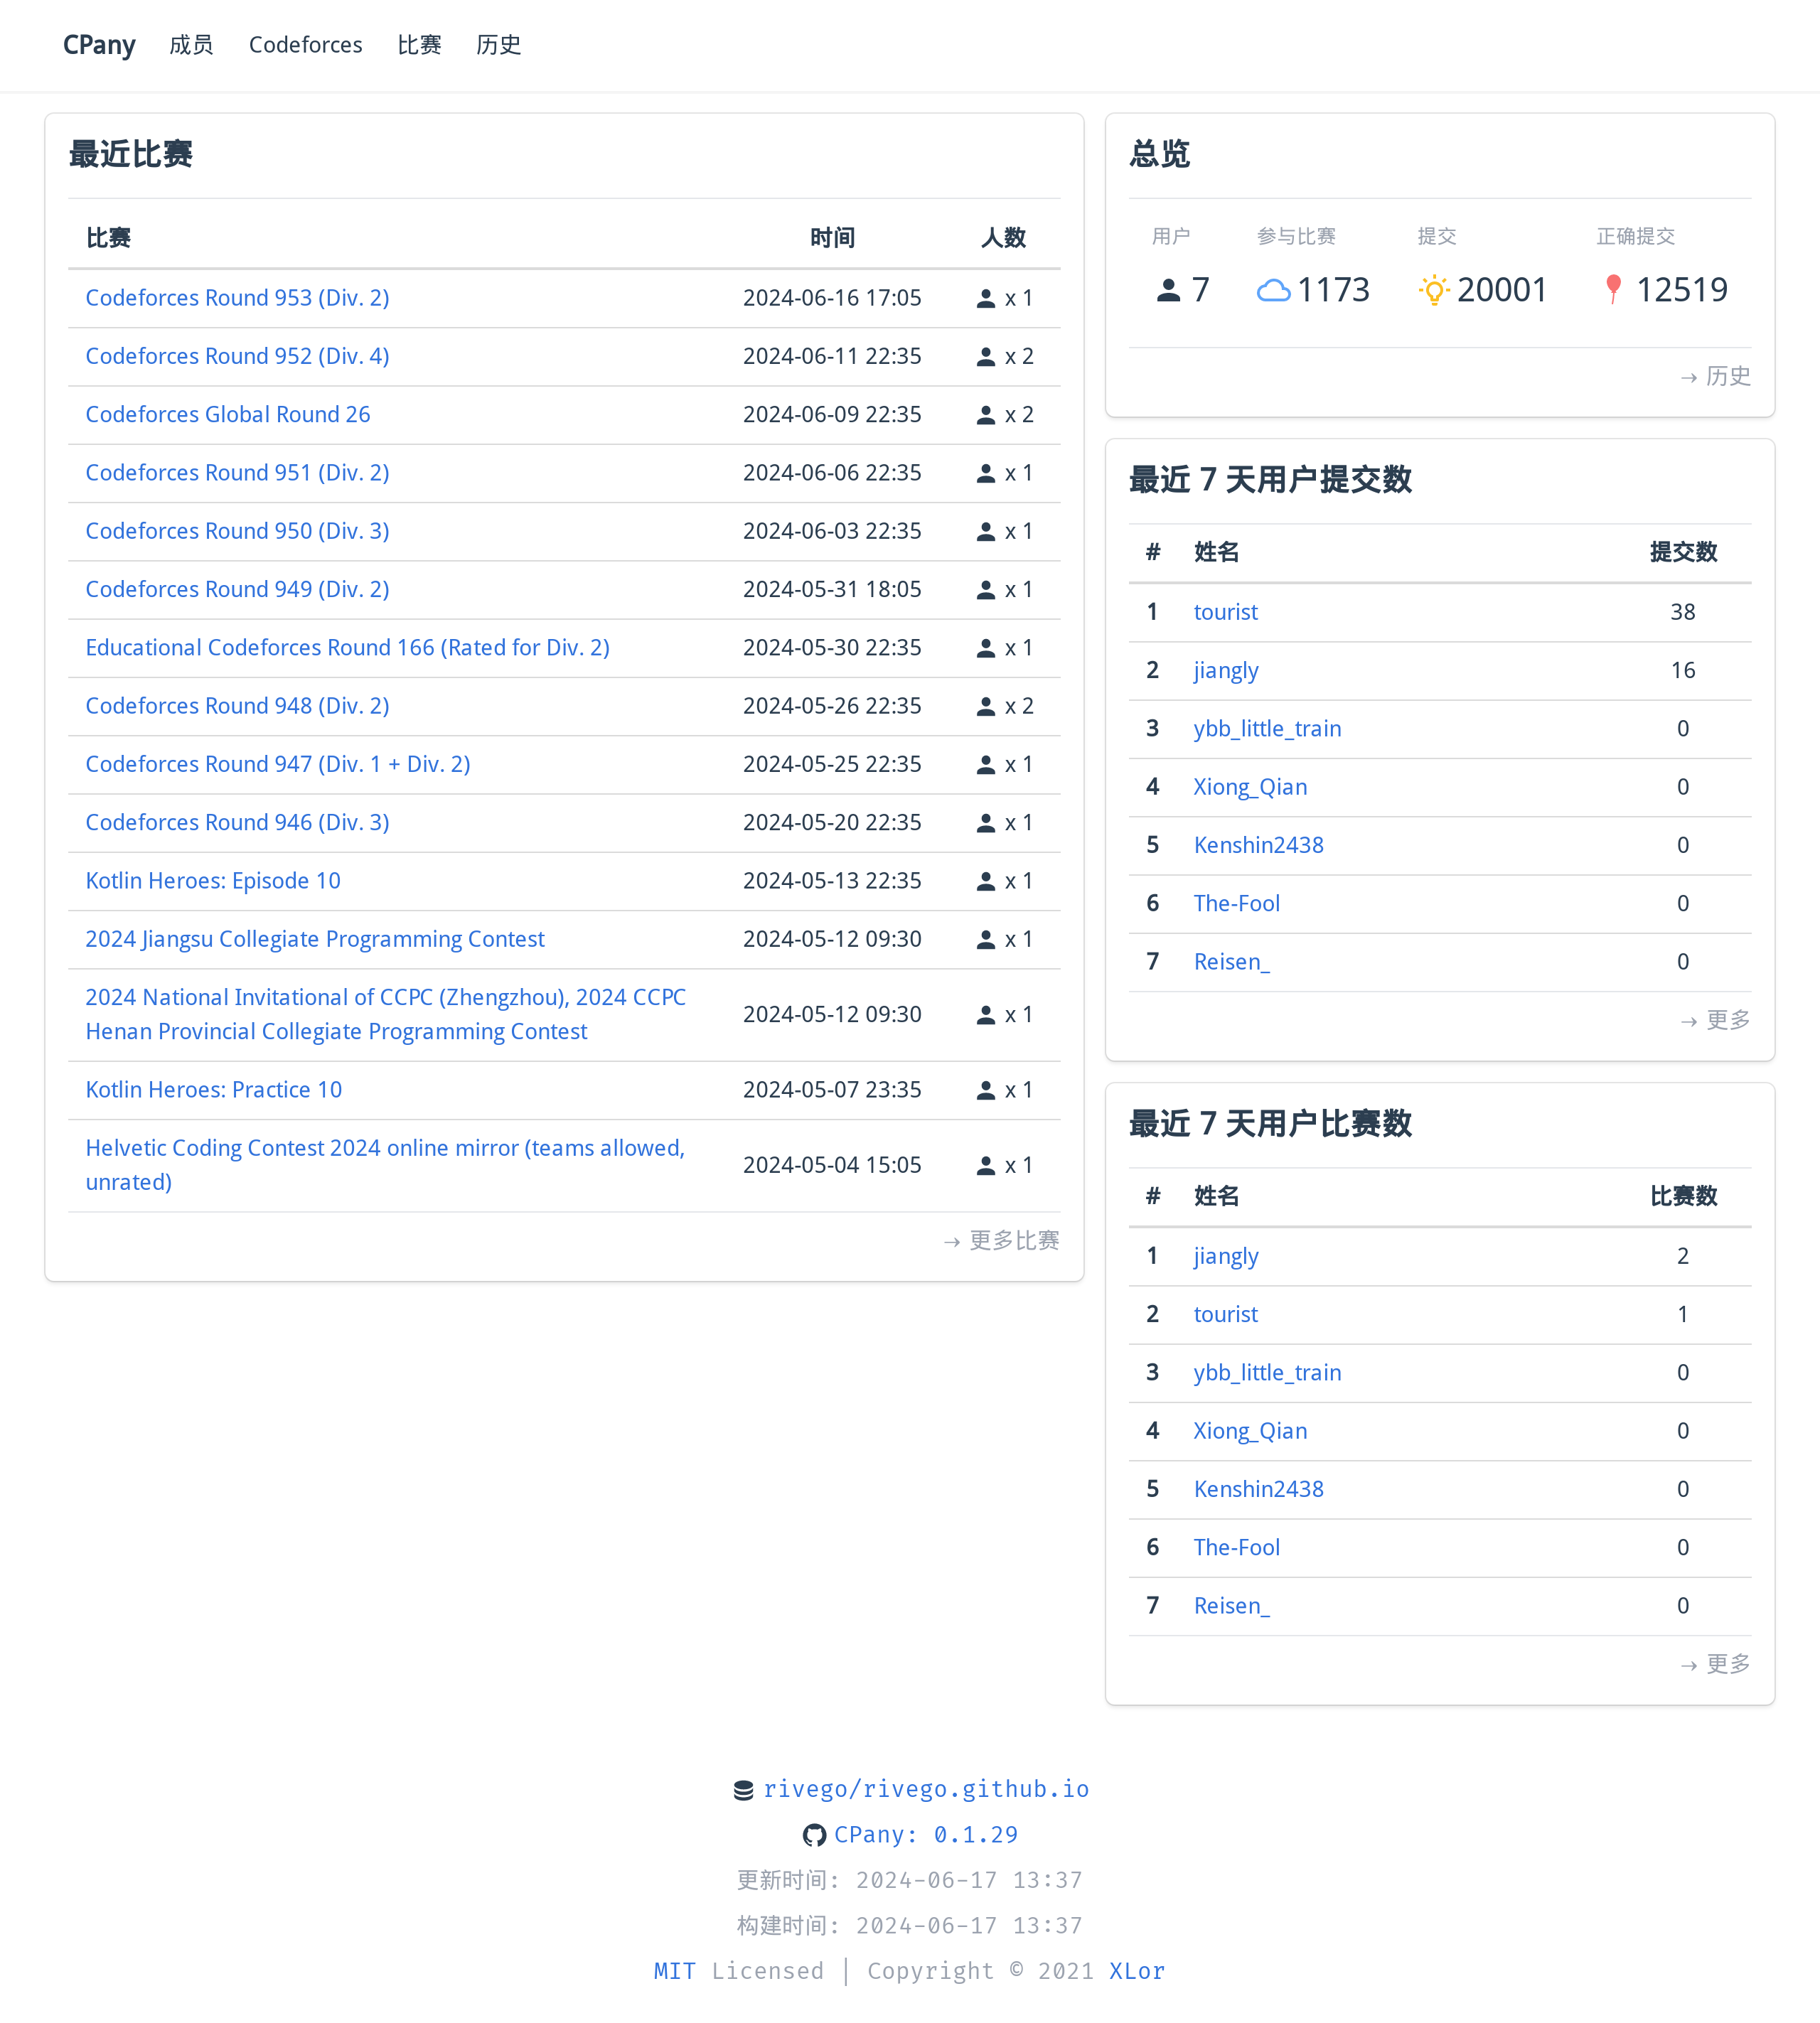 CPany 成员 Codeforces 比赛 历史
最近比赛
比赛 时间 人数
Codeforces Round 953 (Div. 2) 2024-06-16 17:05 x 1
Codeforces Round 952 (Div. 4) 2024-06-11 22:35 x 2
Codeforces Global Round 26 2024-06-09 22:35 x 2
Codeforces Round 951 (Div. 2) 2024-06-06 22:35 x 1
Codeforces Round 950 (Div. 3) 2024-06-03 22:35 x 1
Codeforces Round 949 (Div. 2) 2024-05-31 18:05 x 1
Educational Codeforces Round 166 (Rated for Div. 2) 2024-05-30 22:35 x 1
Codeforces Round 948 (Div. 2) 2024-05-26 22:35 x 2
Codeforces Round 947 (Div. 1 + Div. 2) 2024-05-25 22:35 x 1
Codeforces Round 946 (Div. 3) 2024-05-20 22:35 x 1
Kotlin Heroes: Episode 10 2024-05-13 22:35 x 1
2024 Jiangsu Collegiate Programming Contest 2024-05-12 09:30 x 1
2024 National Invitational of CCPC (Zhengzhou), 2024 CCPC
Henan Provincial Collegiate Programming Contest 2024-05-12 09:30 x 1
Kotlin Heroes: Practice 10 2024-05-07 23:35 x 1
Helvetic Coding Contest 2024 online mirror (teams allowed,
unrated) 2024-05-04 15:05 x 1
→ 更多比赛
总览
用户 参与比赛 提交 正确提交
7 1173 20001 12519
→ 历史
最近 7 天用户提交数
# 姓名 提交数
1 tourist 38
2 jiangly 16
3 ybb_little_train 0
4 Xiong_Qian 0
5 Kenshin2438 0
6 The-Fool 0
7 Reisen_ 0
→ 更多
最近 7 天用户比赛数
# 姓名 比赛数
1 jiangly 2
2 tourist 1
3 ybb_little_train 0
4 Xiong_Qian 0
5 Kenshin2438 0
6 The-Fool 0
7 Reisen_ 0
→ 更多
rivego/rivego.github.io
CPany: 0.1.29
更新时间: 2024-06-17 13:37
构建时间: 2024-06-17 13:37
MIT Licensed | Copyright © 2021 XLor